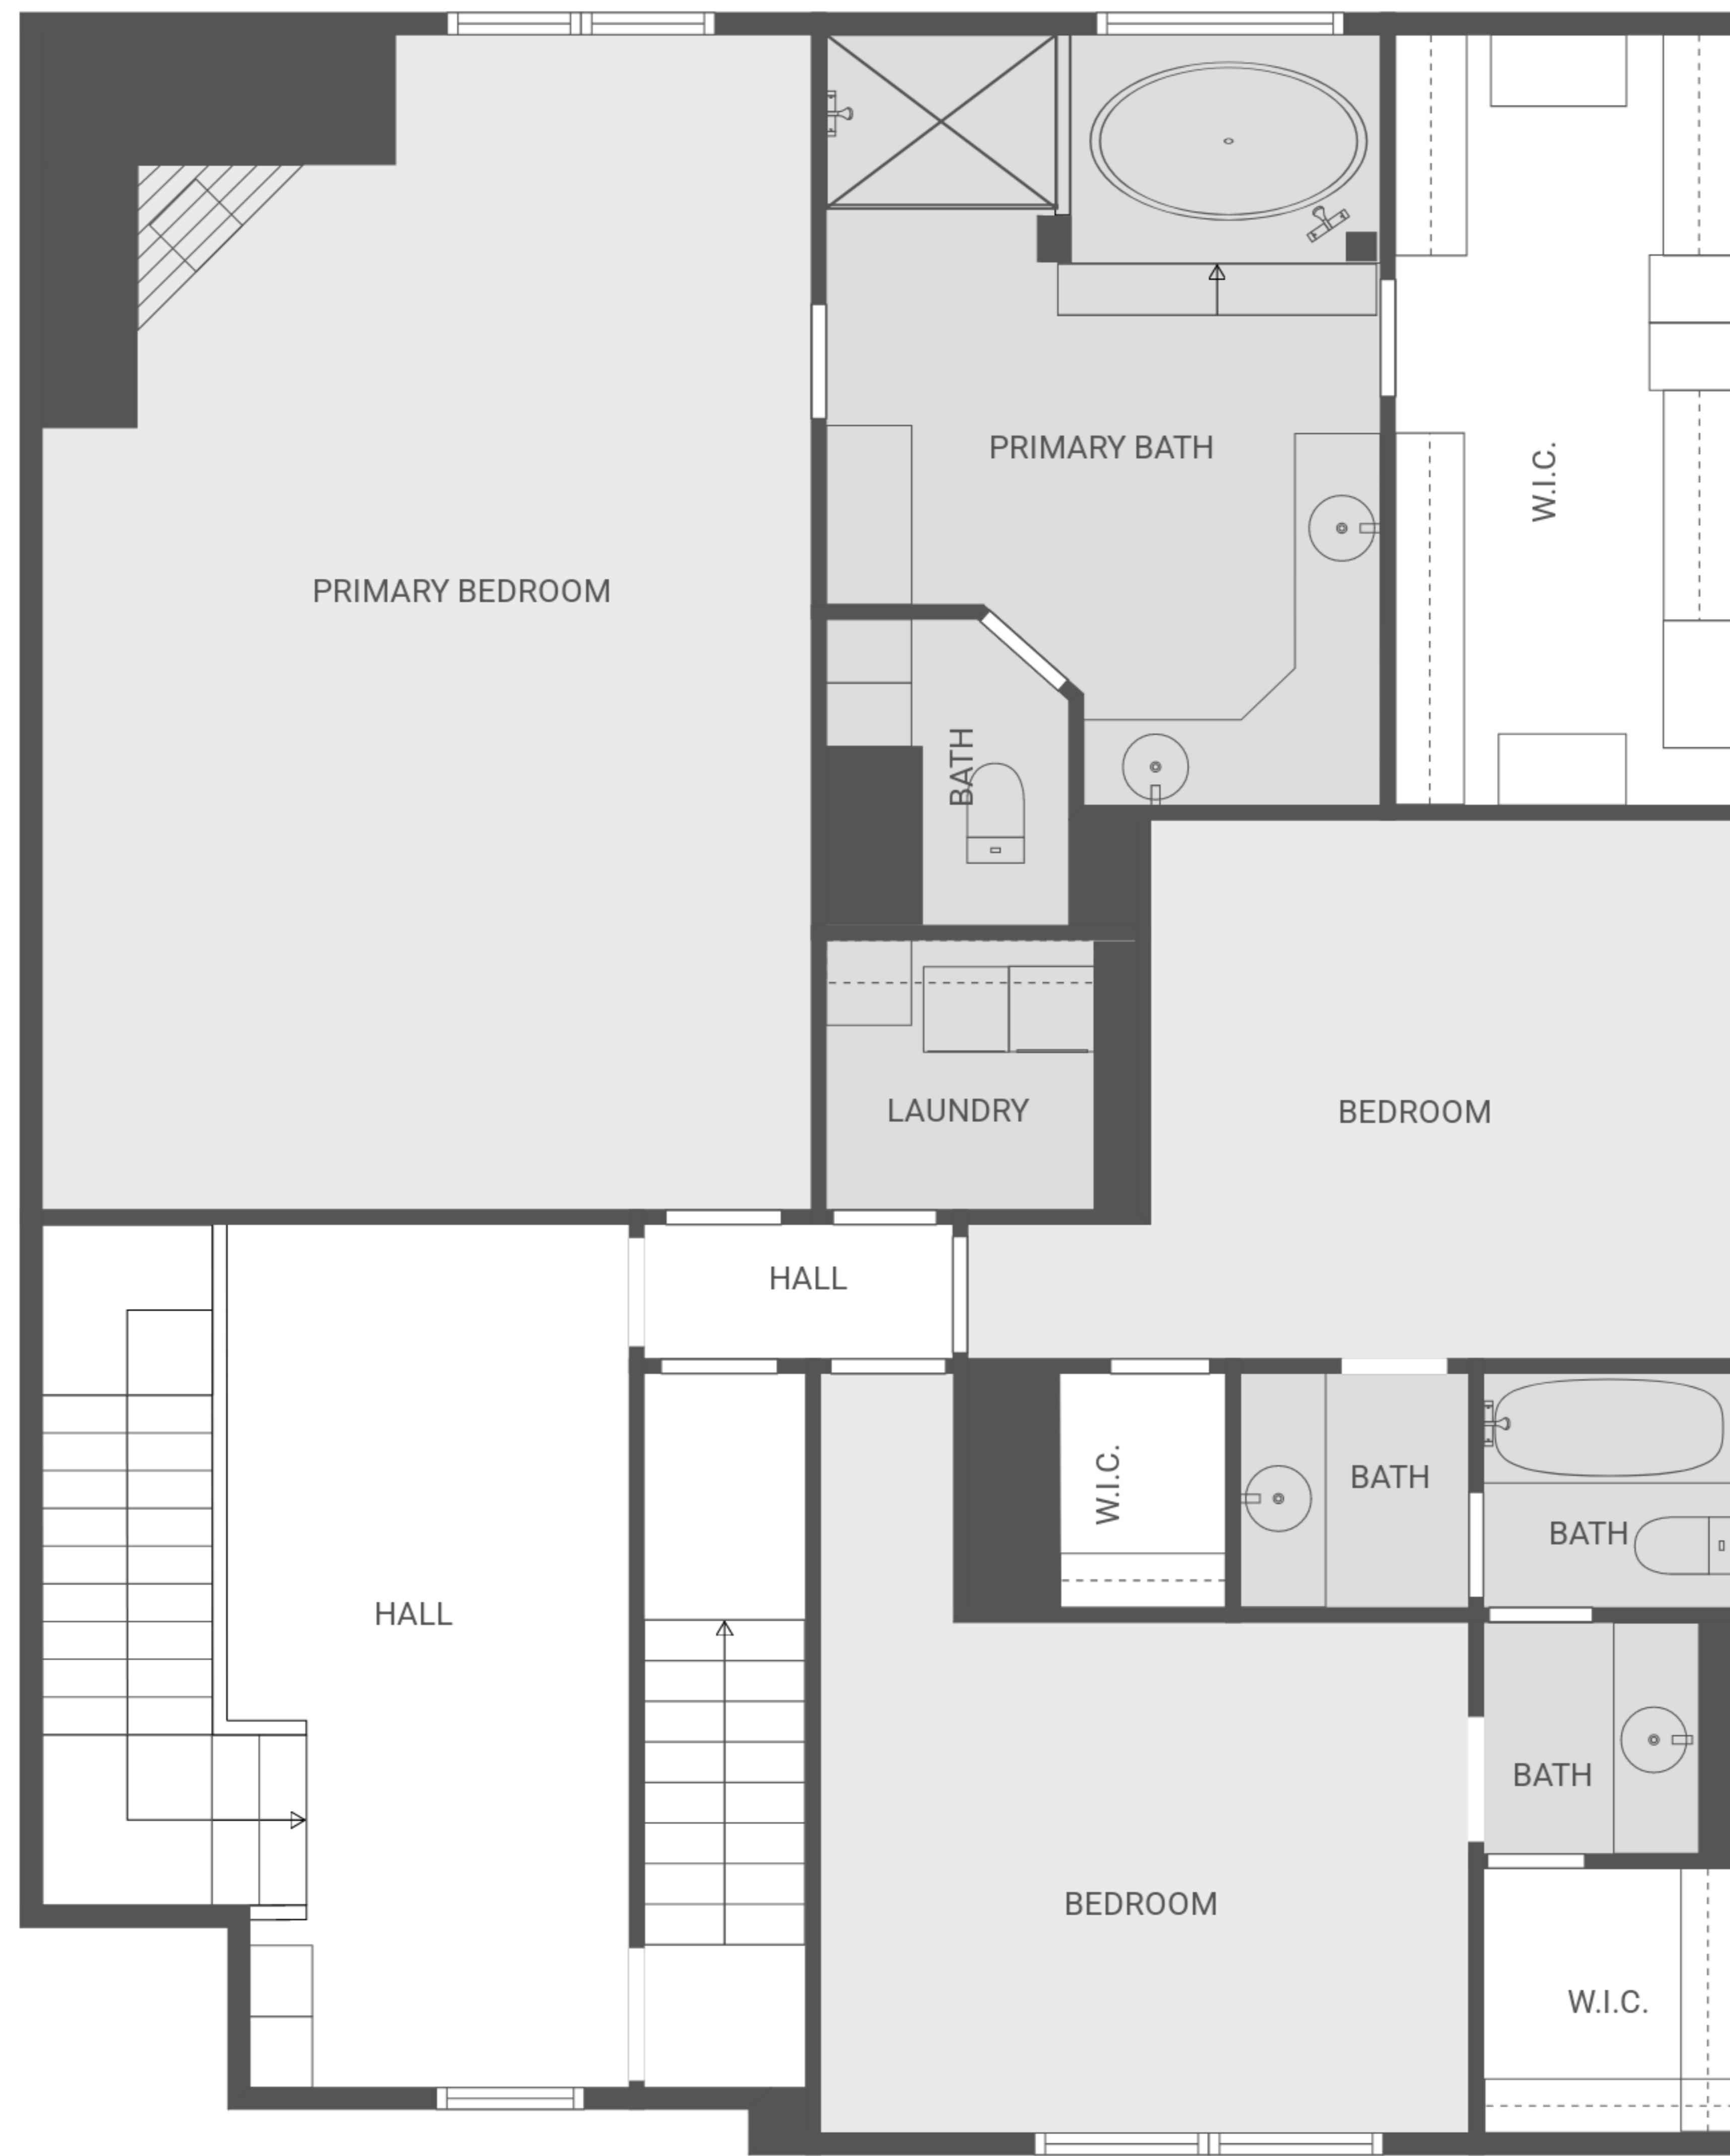 PRIMARY BATH
W.I.C.
PRIMARY BEDROOM
BATH
LAUNDRY
BEDROOM
HALL
W.I.C.
BATH
BATH
HALL
BATH
BEDROOM
W.I.C.